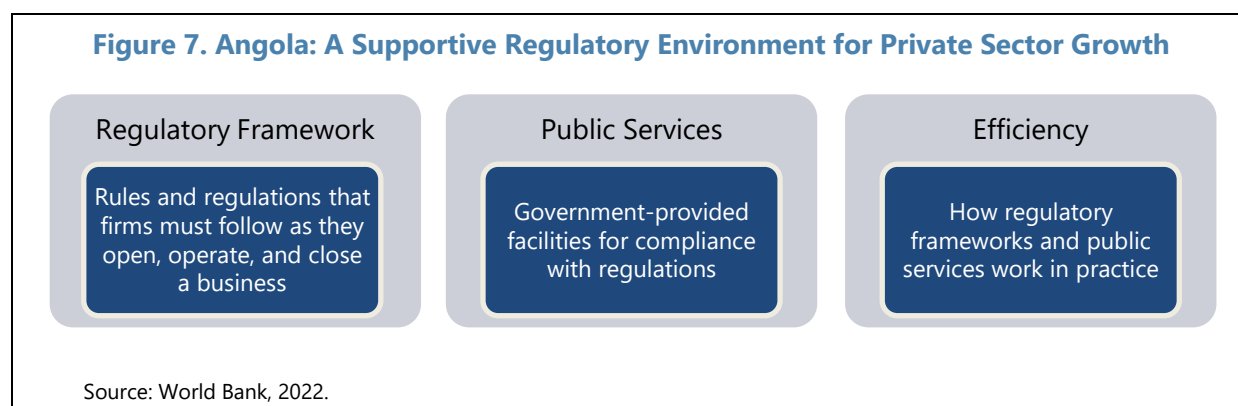 Figure 7. Angola: A Supportive Regulatory Environment for Private Sector Growth
Regulatory Framework
Rules and regulations that
firms must follow as they
open, operate, and close
a business
Public Services
Government-provided
facilities for compliance
with regulations
Efficiency
How regulatory
frameworks and public
services work in practice
Source: World Bank, 2022.